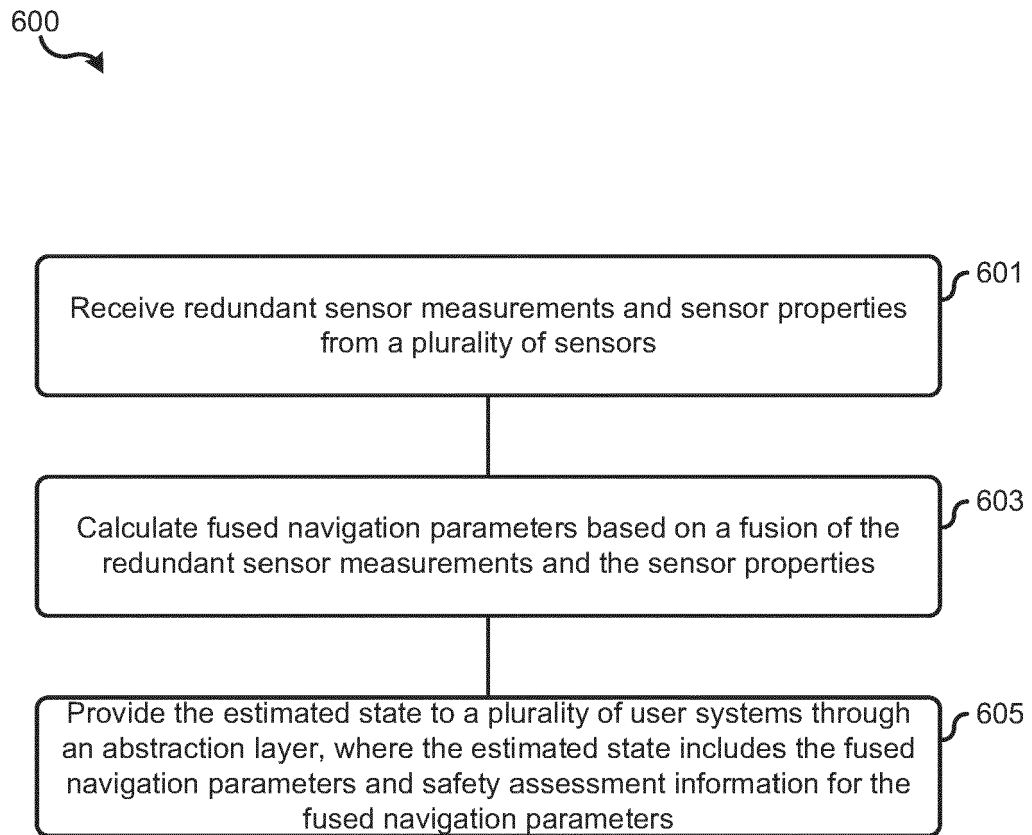 600
601
Receive redundant sensor measurements and sensor properties
from a plurality of sensors
603
Calculate fused navigation parameters based on a fusion of the
redundant sensor measurements and the sensor properties
605
Provide the estimated state to a plurality of user systems through
an abstraction layer, where the estimated state includes the fused
navigation parameters and safety assessment information for the
fused navigation parameters